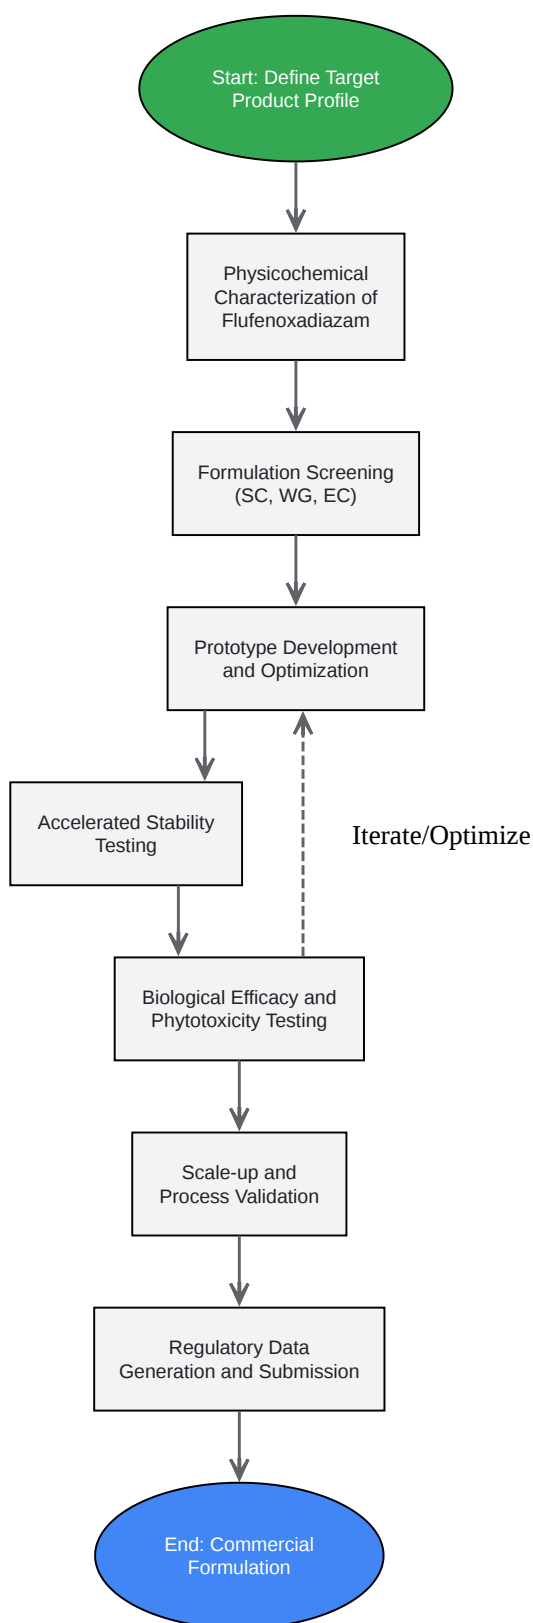 Start: Define Target
Product Profile
Physicochemical
Characterization of
Flufenoxadiazam
Formulation Screening
(SC, WG, EC)
Prototype Development
and Optimization
Accelerated Stability
Testing
Iterate/Optimize
Biological Efficacy and
Phytotoxicity Testing
Scale-up and
Process Validation
Regulatory Data
Generation and Submission
End: Commercial
Formulation